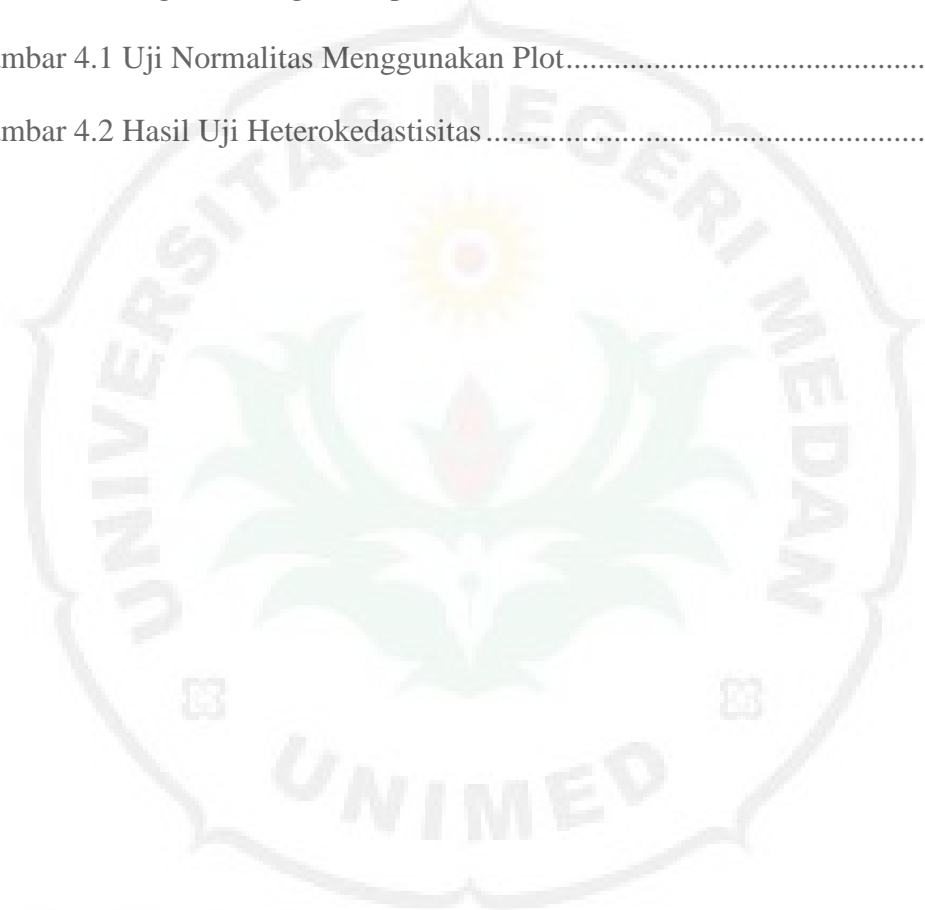 mbar 4.1 Uji Normalitas Menggunakan Plot............................................
mbar 4.2 Hasil Uji Heterokedastisitas......................................................
UNIVERSITAS NEGERI MEDAN
UNIMED